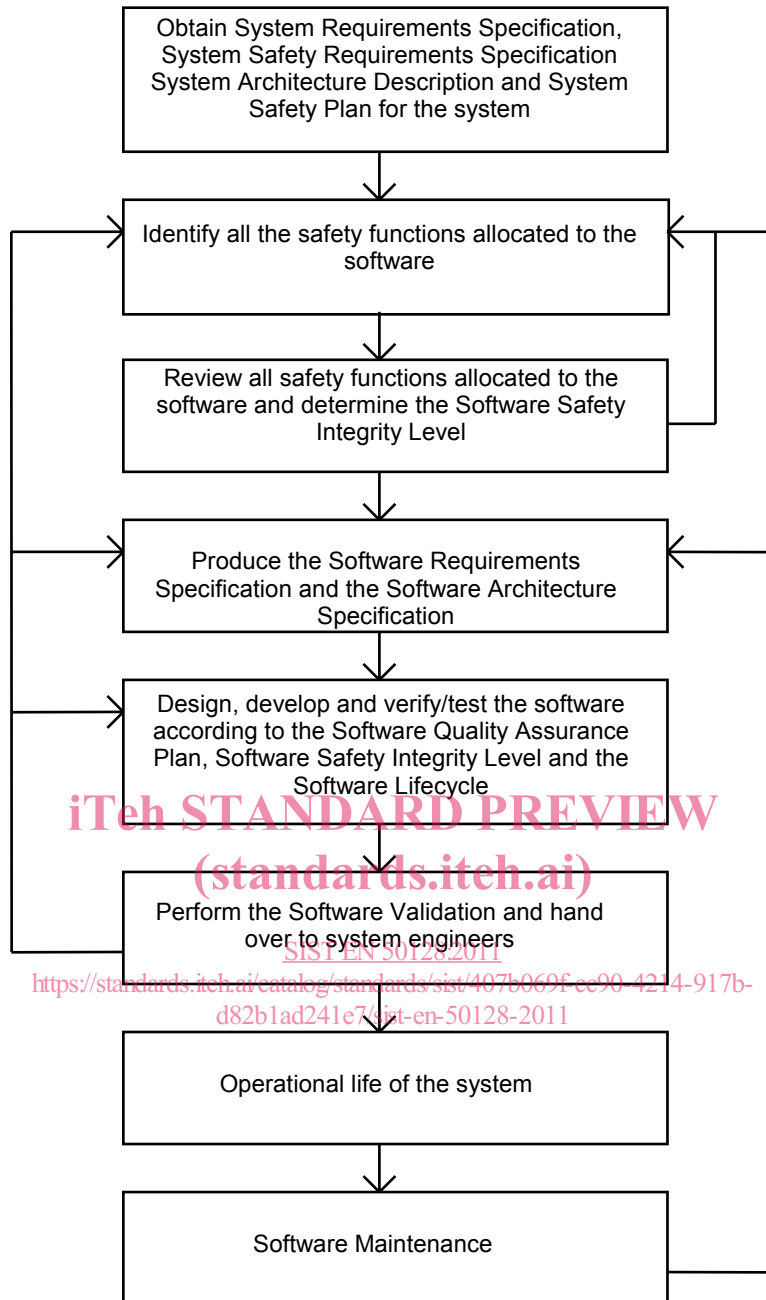 Obtain System Requirements Specification,
System Safety Requirements Specification
System Architecture Description and System
Safety Plan for the system
Identify all the safety functions allocated to the
software
Review all safety functions allocated to the
software and determine the Software Safety
Integrity Level
Produce the Software Requirements
Specification and the Software Architecture
Specification
Design, develop and verify/test the software
according to the Software Quality Assurance
Plan, Software Safety Integrity Level and the
Software Lifecycle
iTeh STANDARD PREVIEW
(standards.iteh.ai)
Perform the Software Validation and hand
over to system engineers
SIST EN 50128:2011
https://standards.iteh.ai/catalog/standards/sist/407b069f-ec90-4214-917b-
d82b1ad241e7/sist-en-50128-2011
Operational life of the system
Software Maintenance